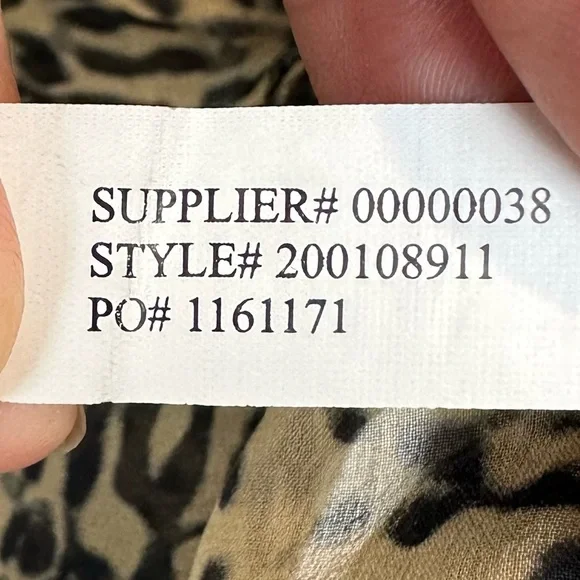 SUPPLIER# 00000038
STYLE# 200108911
PO# 1161171